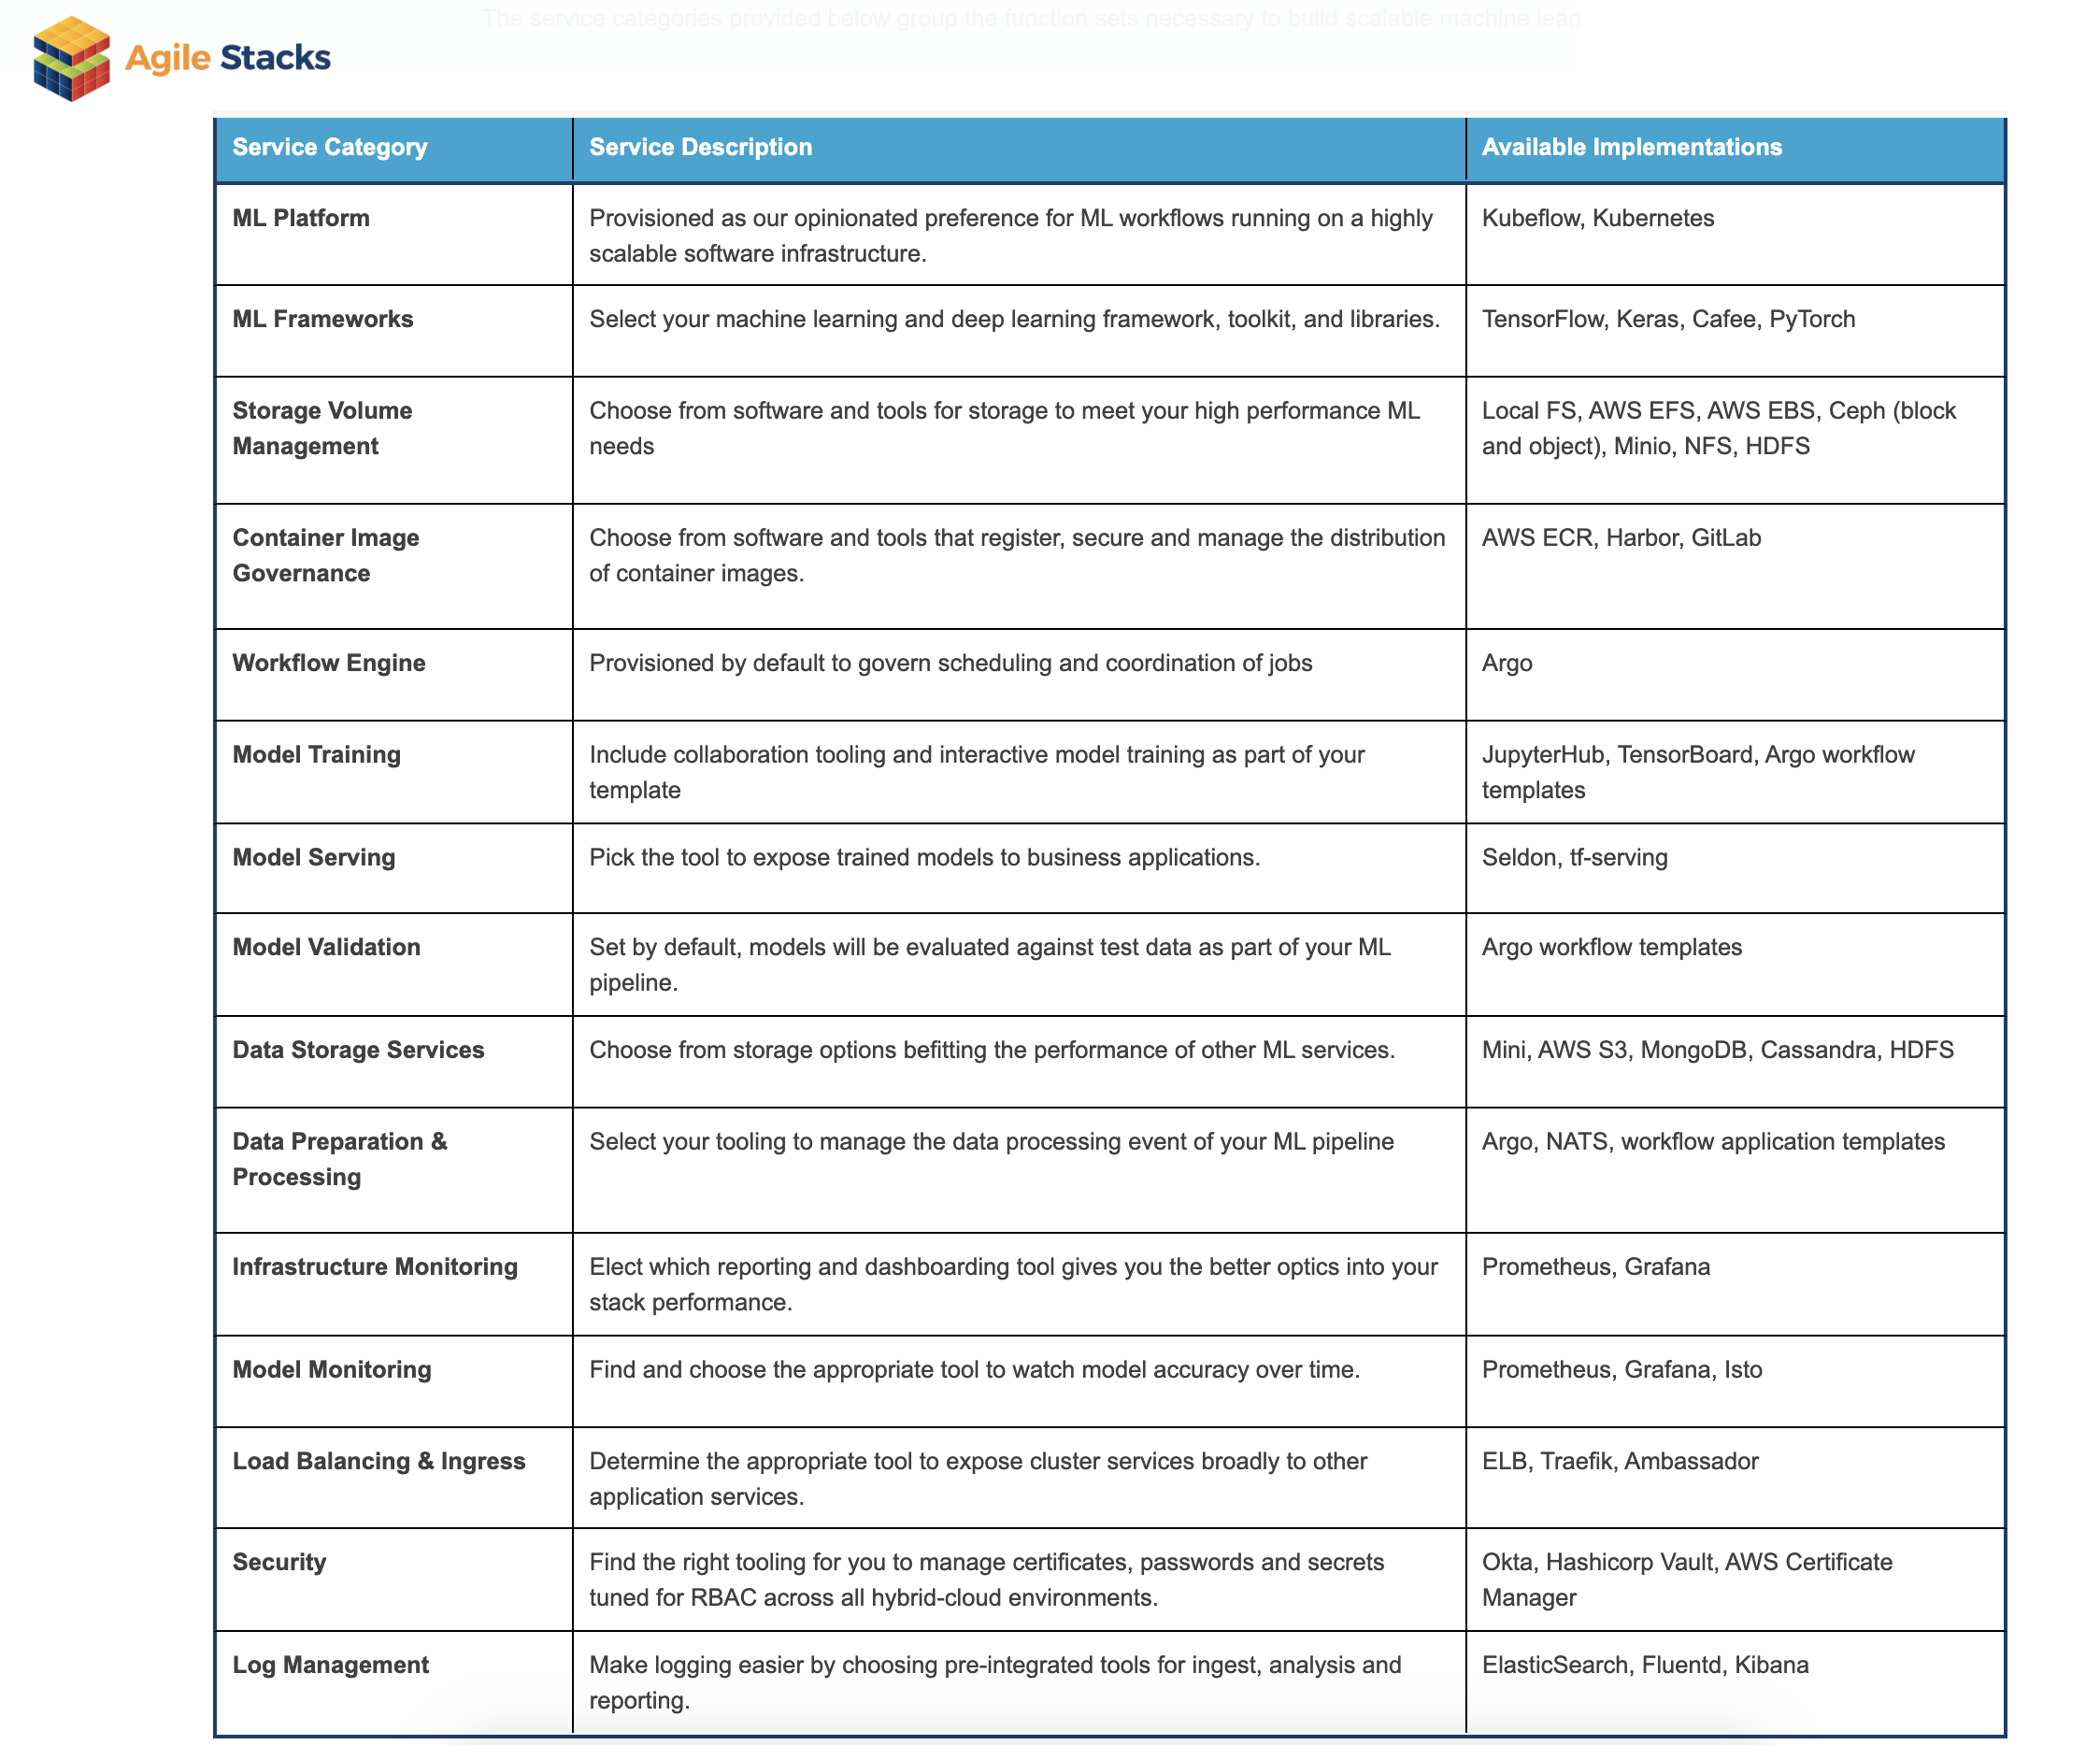 The service categories provided below group the function sets necessary to build scalable machine lear
Agile Stacks
Service Category
Service Description
Available Implementations
ML Platform
Provisioned as our opinionated preference for ML workflows running on a highly
scalable software infrastructure.
Kubeflow, Kubernetes
ML Frameworks
Select your machine learning and deep learning framework, toolkit, and libraries.
TensorFlow, Keras, Cafee, PyTorch
Storage Volume
Management
Choose from software and tools for storage to meet your high performance ML
needs
Local FS, AWS EFS, AWS EBS, Ceph (block
and object), Minio, NFS, HDFS
Container Image
Governance
Choose from software and tools that register, secure and manage the distribution
of container images.
AWS ECR, Harbor, GitLab
Workflow Engine
Provisioned by default to govern scheduling and coordination of jobs
Argo
Model Training
Include collaboration tooling and interactive model training as part of your
template
JupyterHub, TensorBoard, Argo workflow
templates
Model Serving
Pick the tool to expose trained models to business applications.
Seldon, tf-serving
Model Validation
Set by default, models will be evaluated against test data as part of your ML
pipeline.
Argo workflow templates
Data Storage Services
Choose from storage options befitting the performance of other ML services.
Mini, AWS S3, MongoDB, Cassandra, HDFS
Data Preparation &
Processing
Select your tooling to manage the data processing event of your ML pipeline
Argo, NATS, workflow application templates
Infrastructure Monitoring
Elect which reporting and dashboarding tool gives you the better optics into your
stack performance.
Prometheus, Grafana
Model Monitoring
Find and choose the appropriate tool to watch model accuracy over time.
Prometheus, Grafana, Isto
Load Balancing & Ingress
Determine the appropriate tool to expose cluster services broadly to other
application services.
ELB, Traefik, Ambassador
Security
Find the right tooling for you to manage certificates, passwords and secrets
tuned for RBAC across all hybrid-cloud environments.
Okta, Hashicorp Vault, AWS Certificate
Manager
Log Management
Make logging easier by choosing pre-integrated tools for ingest, analysis and
reporting.
ElasticSearch, Fluentd, Kibana